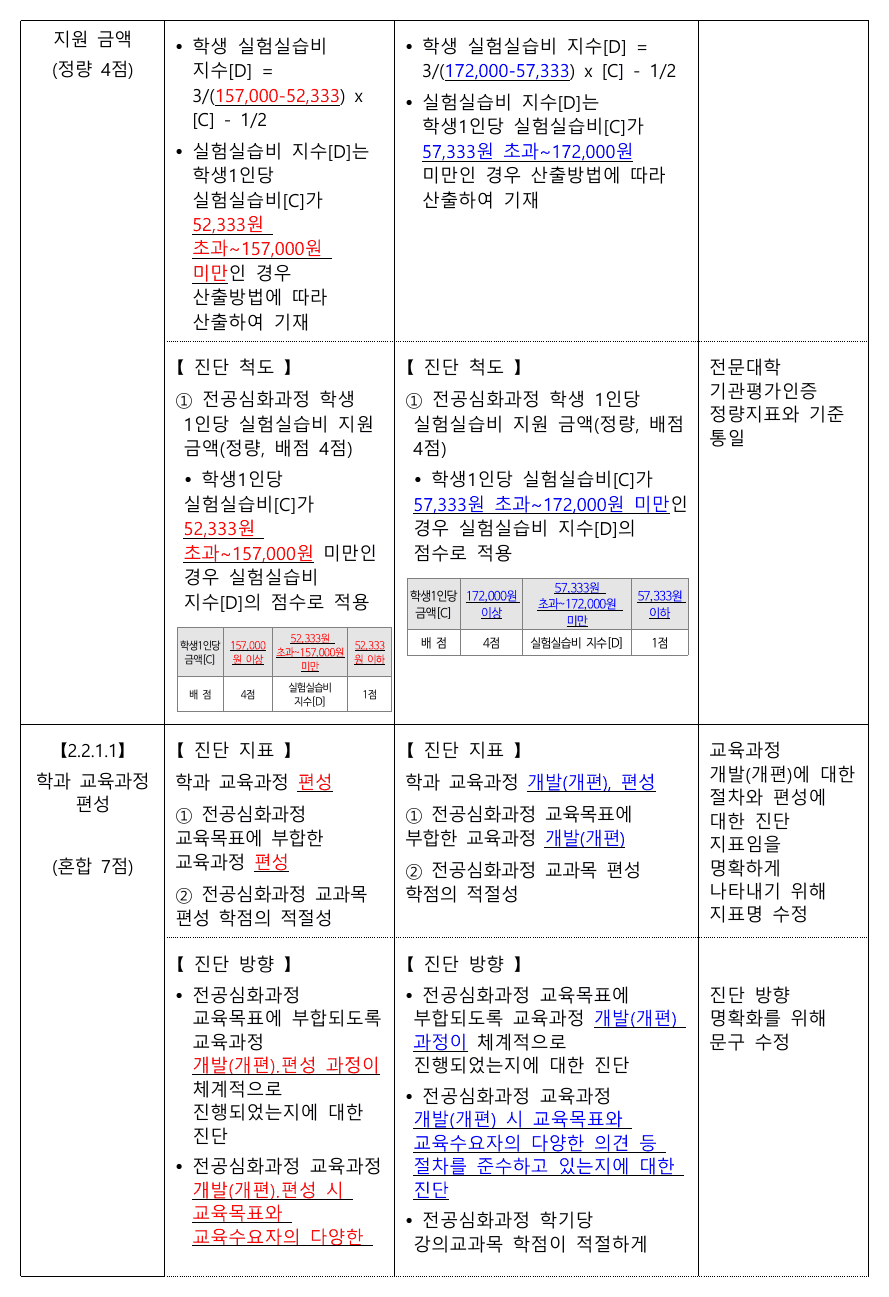 지원 금액
(정량 4점)
• 학생 실험실습비
지수[D] =
3/(157,000-52,333) x
[C] - 1/2
• 실험실습비 지수[D]는
학생1인당
실험실습비[C]가
52,333원
초과~157,000원
미만인 경우
산출방법에 따라
산출하여 기재
• 학생 실험실습비 지수[D] =
3/(172,000-57,333) x [C] - 1/2
• 실험실습비 지수[D]는
학생1인당 실험실습비[C]가
57,333원 초과~172,000원
미만인 경우 산출방법에 따라
산출하여 기재
【 진단 척도 】
① 전공심화과정 학생
1인당 실험실습비 지원
금액(정량, 배점 4점)
• 학생1인당
실험실습비[C]가
52,333원
초과~157,000원 미만인
경우 실험실습비
지수[D]의 점수로 적용
학생1인당
금액[C]
157,000
원 이상
52,333원
초과~157,000원
미만
52,333
원 이하
배 점
4점
실험실습비
지수[D]
1점
【 진단 척도 】
① 전공심화과정 학생 1인당
실험실습비 지원 금액(정량, 배점
4점)
• 학생1인당 실험실습비[C]가
57,333원 초과~172,000원 미만인
경우 실험실습비 지수[D]의
점수로 적용
학생1인당
금액[C]
172,000원
이상
57.333원
초과~172,000원
미만
57,333원
이하
배 점
4점
실험실습비 지수[D]
1점
전문대학
기관평가인증
정량지표와 기준
통일
【2.2.1.1】
학과 교육과정
편성
(혼합 7점)
【 진단 지표 】
학과 교육과정 편성
① 전공심화과정
교육목표에 부합한
교육과정 편성
② 전공심화과정 교과목
편성 학점의 적절성
【 진단 지표 】
학과 교육과정 개발(개편), 편성
① 전공심화과정 교육목표에
부합한 교육과정 개발(개편)
② 전공심화과정 교과목 편성
학점의 적절성
교육과정
개발(개편)에 대한
절차와 편성에
대한 진단
지표임을
명확하게
나타내기 위해
지표명 수정
【 진단 방향 】
• 전공심화과정
교육목표에 부합되도록
교육과정
개발(개편).편성 과정이
체계적으로
진행되었는지에 대한
진단
• 전공심화과정 교육과정
개발(개편).편성 시
교육목표와
교육수요자의 다양한
【 진단 방향 】
• 전공심화과정 교육목표에
부합되도록 교육과정 개발(개편)
과정이 체계적으로
진행되었는지에 대한 진단
• 전공심화과정 교육과정
개발(개편) 시 교육목표와
교육수요자의 다양한 의견 등
절차를 준수하고 있는지에 대한
진단
• 전공심화과정 학기당
강의교과목 학점이 적절하게
진단 방향
명확화를 위해
문구 수정